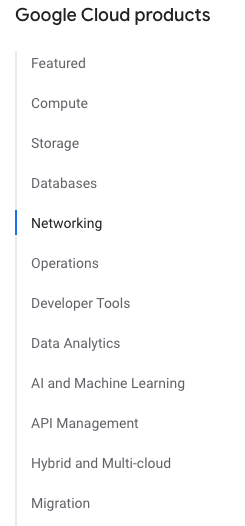 Google Cloud products
Featured
Compute
Storage
Databases
Networking
Operations
Developer Tools
Data Analytics
AI and Machine Learning
API Management
Hybrid and Multi-cloud
Migration